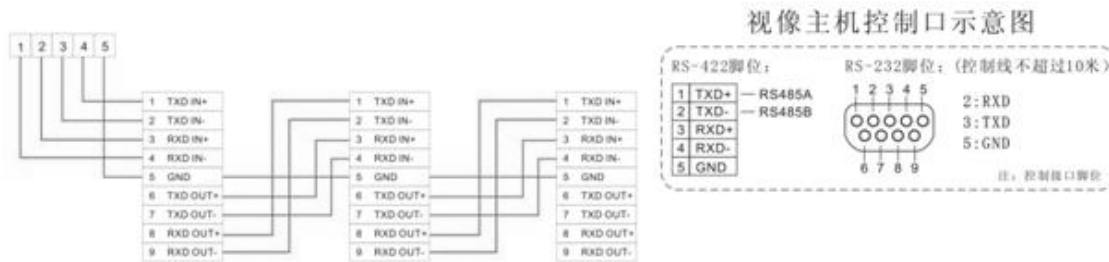 视像主机控制口示意图
1 2 3 4 5
1 TXD IN+
2 TXD IN-
3 RXD IN+
4 RXD IN-
5 GND
6 TXD OUT+
7 TXD OUT-
8 RXD OUT+
9 RXD OUT-
1 TXD IN+
2 TXD IN-
3 RXD IN+
4 RXD IN-
5 GND
6 TXD OUT+
7 TXD OUT-
8 RXD OUT+
9 RXD OUT-
1 TXD IN+
2 TXD IN-
3 RXD IN+
4 RXD IN-
5 GND
6 TXD OUT+
7 TXD OUT-
8 RXD OUT+
9 RXD OUT-
RS-422脚位:
1 TXD+ — RS485A
2 TXD- — RS485B
3 RXD+
4 RXD-
5 GND
RS-232脚位: (控制线不超过10米)
1 2 3 4 5
6 7 8 9
2:RXD
3:TXD
5:GND
注: 控制接口脚位